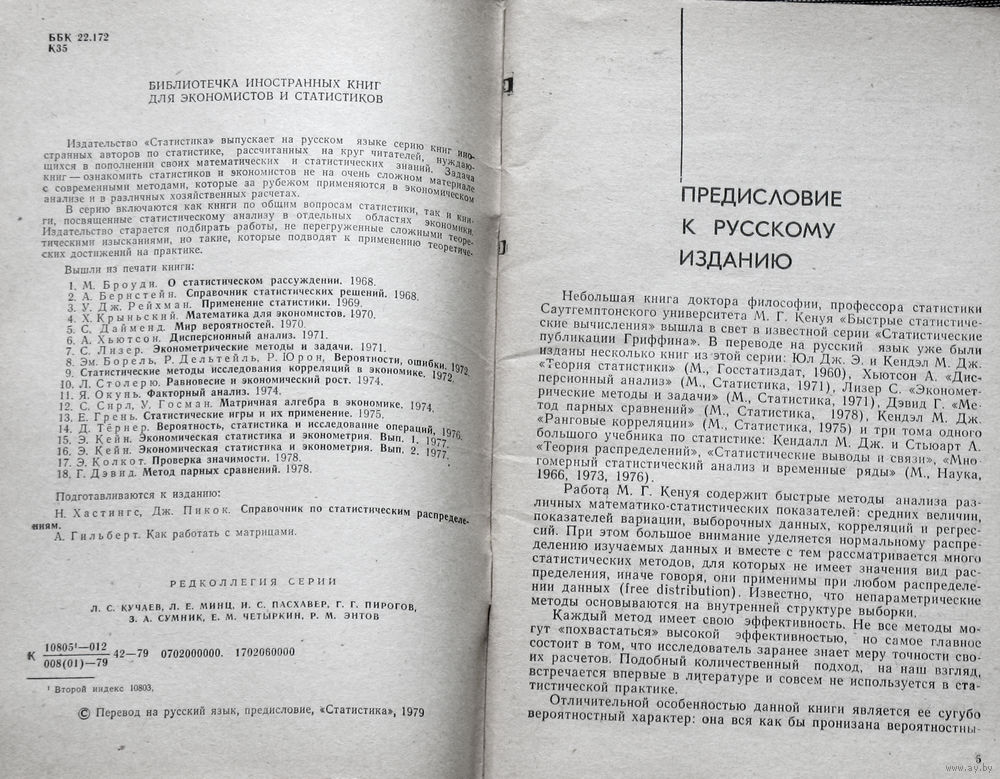 ББК 22.172
К35
БИБЛИОТЕЧКА ИНОСТРАННЫХ КНИГ
ДЛЯ ЭКОНОМИСТОВ И СТАТИСТИКОВ
Издательство «Статистика» выпускает на русском языке серию книг ино-
странных авторов по статистике, рассчитанных на круг читателей, нуждаю-
щихся в пополнении своих математических и статистических знаний. Задача
книг — ознакомить статистиков и экономистов не на очень сложном материале
с современными методами, которые за рубежом применяются в экономическом
анализе и в различных хозяйственных расчетах.
В серию включаются как книги по общим вопросам статистики, так и кни-
ги, посвященные статистическому анализу в отдельных областях экономики.
Издательство старается подбирать работы, не перегруженные сложными теоре-
тическими изысканиями, но такие, которые подводят к применению теоретиче-
ских достижений на практике.
Вышли из печати книги:
1. М. Броуди. О статистическом рассуждении. 1968.
2. А. Бернстейн. Справочник статистических решений. 1968.
3. У. Дж. Рейхман. Применение статистики. 1969.
4. Х. Крыньский. Математика для экономистов. 1970.
5. С. Дайменд. Мир вероятностей. 1970.
6. А. Хьютсон. Дисперсионный анализ. 1971.
7. С. Лизер. Эконометрические методы и задачи. 1971.
8. Эм. Борель, Р. Дельтейль, Р. Юрон. Вероятности, ошибки. 1972.
9. Статистические методы исследования корреляций в экономике. 1972.
10. Л. Столерю. Равновесие и экономический рост. 1974.
11. Я. Окунь. Факторный анализ. 1974.
12. С. Сирл, У. Госман. Матричная алгебра в экономике. 1974.
13. Е. Грень. Статистические игры и их применение. 1975.
14. Д. Тёрнер. Вероятность, статистика и исследование операций. 1976.
15. Э. Кейн. Экономическая статистика и эконометрия. Вып. 1. 1977.
16. Э. Кейн. Экономическая статистика и эконометрия. Вып. 2. 1977.
17. Э. Колкот. Проверка значимости. 1978.
18. Г. Дэвид. Метод парных сравнений. 1978.
Подготавливаются к изданию:
Н. Хастингс, Дж. Пикок. Справочник по статистическим распределе-
ниям.
А. Гильберт. Как работать с матрицами.
РЕДКОЛЛЕГИЯ СЕРИИ
Л. С. КУЧАЕВ, Л. Е. МИНЦ, И. С. ПАСХАВЕР, Г. Г. ПИРОГОВ,
З. А. СУМНИК, Е. М. ЧЕТЫРКИН, Р. М. ЭНТОВ
К 10805¹—012 42—79 0702000000. 1702060000
008(01)—79
¹ Второй индекс 10803.
© Перевод на русский язык, предисловие, «Статистика», 1979
ПРЕДИСЛОВИЕ
К РУССКОМУ
ИЗДАНИЮ
Небольшая книга доктора философии, профессора статистики
Саутгемптонского университета М. Г. Кенуя «Быстрые статистиче-
ские вычисления» вышла в свет в известной серии «Статистические
публикации Гриффина». В переводе на русский язык уже были
изданы несколько книг из этой серии: Юл Дж. Э. и Кендэл М. Дж.
«Теория статистики» (М., Госстатиздат, 1960), Хьютсон А. «Дис-
персионный анализ» (М., Статистика, 1971), Лизер С. «Экономет-
рические методы и задачи» (М., Статистика, 1971), Дэвид Г. «Ме-
тод парных сравнений» (М., Статистика, 1978), Кендэл М. Дж.
«Ранговые корреляции» (М., Статистика, 1975) и три тома одного
большого учебника по статистике: Кендалл М. Дж. и Стьюарт А.
«Теория распределений», «Статистические выводы и связи», «Мно-
гомерный статистический анализ и временные ряды» (М., Наука,
1966, 1973, 1976).
Работа М. Г. Кенуя содержит быстрые методы анализа раз-
личных математико-статистических показателей: средних величин,
показателей вариации, выборочных данных, корреляций и регрес-
сий. При этом большое внимание уделяется нормальному распре-
делению изучаемых данных и вместе с тем рассматривается много
статистических методов, для которых не имеет значения вид рас-
пределения, иначе говоря, они применимы при любом распределе-
нии данных (free distribution). Известно, что непараметрические
методы основываются на внутренней структуре выборки.
Каждый метод имеет свою эффективность. Не все методы мо-
гут «похвастаться» высокой эффективностью, но самое главное
состоит в том, что исследователь заранее знает меру точности сво-
их расчетов. Подобный количественный подход, на наш взгляд,
встречается впервые в литературе и совсем не используется в ста-
тистической практике.
Отличительной особенностью данной книги является ее сугубо
вероятностный характер: она вся как бы пронизана вероятностны-
5
www.ay.by